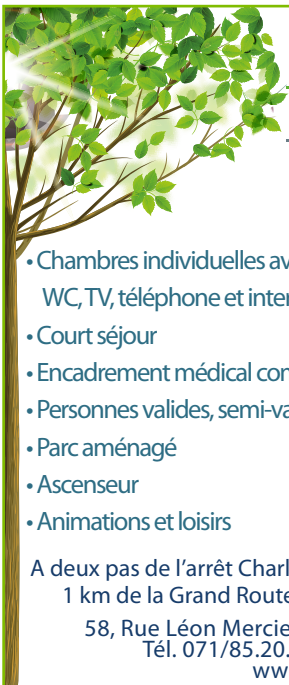 • Chambres individuelles av
WC, TV, téléphone et inter
• Court séjour
• Encadrement médical con
• Personnes valides, semi-va
• Parc aménagé
• Ascenseur
• Animations et loisirs
A deux pas de l'arrêt Charl
1 km de la Grand Route
58, Rue Léon Mercie
Tél. 071/85.20.
ww